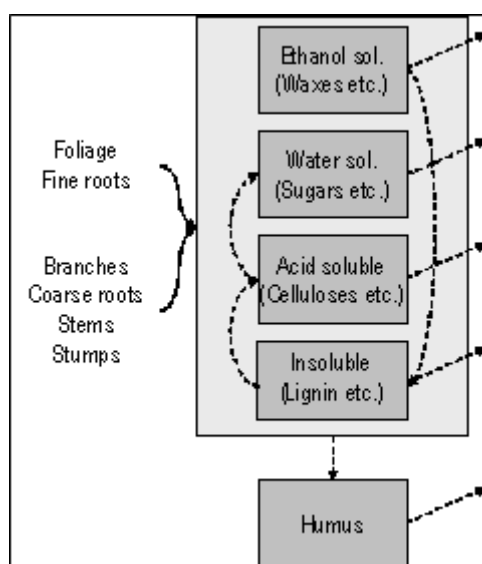 Ethanol sol.
(Waxes etc.)
Foliage
Fine roots
Water sol.
(Sugars etc.)
Branches
Coarse roots
Stems
Stumps
Acid soluble
(Celluloses etc.)
Insoluble
(Lignin etc.)
Humus